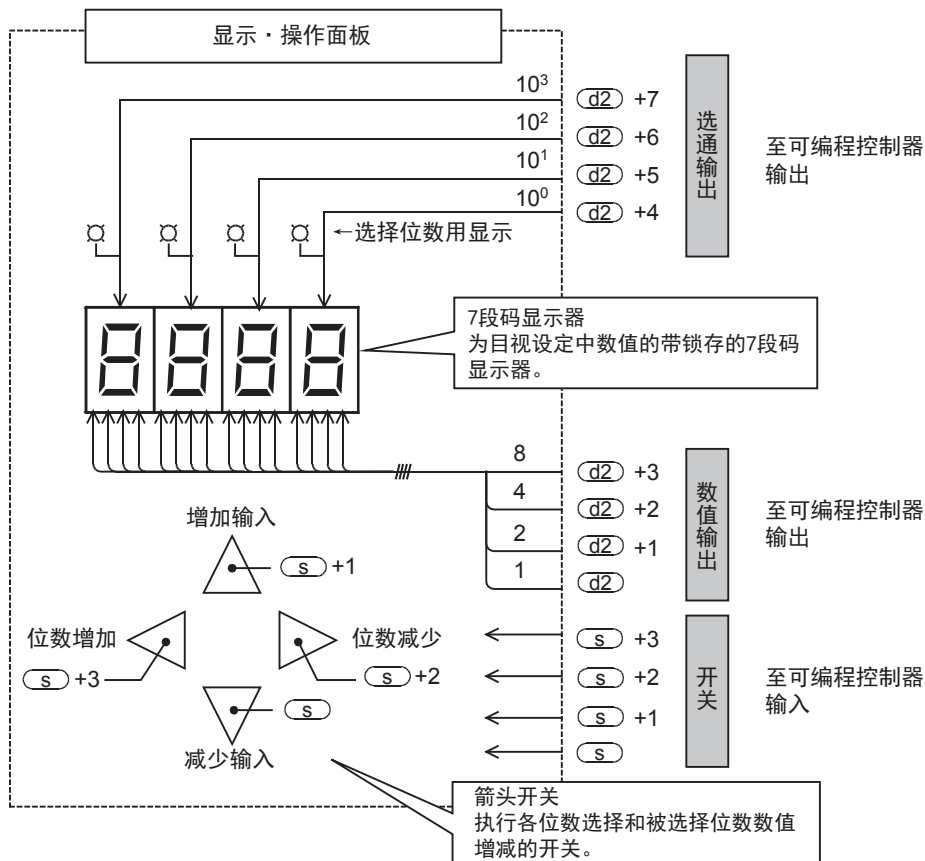 显示・操作面板
10³
(d2) +7
10²
(d2) +6
10¹
(d2) +5
10⁰
(d2) +4
选通输出
至可编程控制器
输出
←选择位数用显示
7段码显示器
为目视设定中数值的带锁存的7段码
显示器。
8
(d2) +3
4
(d2) +2
2
(d2) +1
1
(d2)
数值输出
至可编程控制器
输出
增加输入
(s) +1
位数增加
(s) +3
位数减少
(s) +2
(s)
减少输入
(s) +3
(s) +2
(s) +1
(s)
开关
至可编程控制器
输入
箭头开关
执行各位数选择和被选择位数数值
增减的开关。